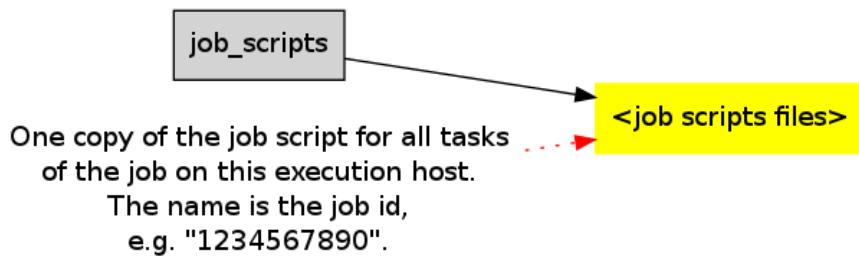 job_scripts
<job scripts files>
One copy of the job script for all tasks
of the job on this execution host.
The name is the job id,
e.g. "1234567890".